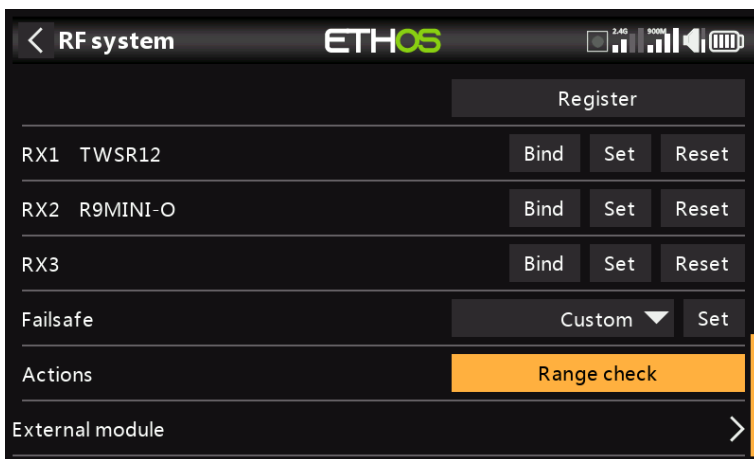 RF system ETHOS 2.4G 900M
Register
RX1 TWSR12 Bind Set Reset
RX2 R9MINI-O Bind Set Reset
RX3 Bind Set Reset
Failsafe Custom Set
Actions Range check
External module